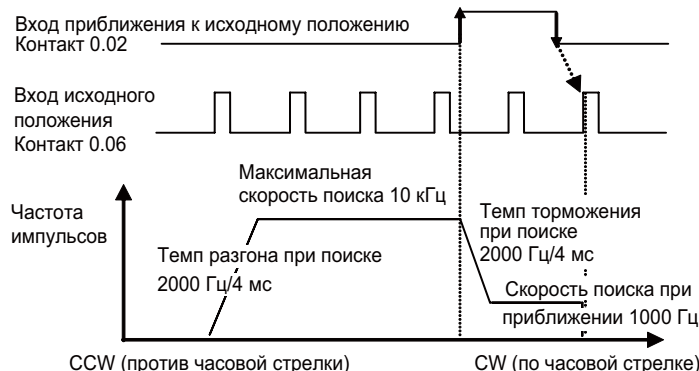 Вход приближения к исходному положению
Контакт 0.02
Вход исходного
положения
Контакт 0.06
Максимальная
скорость поиска 10 кГц
Частота
импульсов
Темп разгона при поиске
2000 Гц/4 мс
Темп торможения
при поиске
2000 Гц/4 мс
Скорость поиска при
приближении 1000 Гц
CCW (против часовой стрелки)
CW (по часовой стрелке)